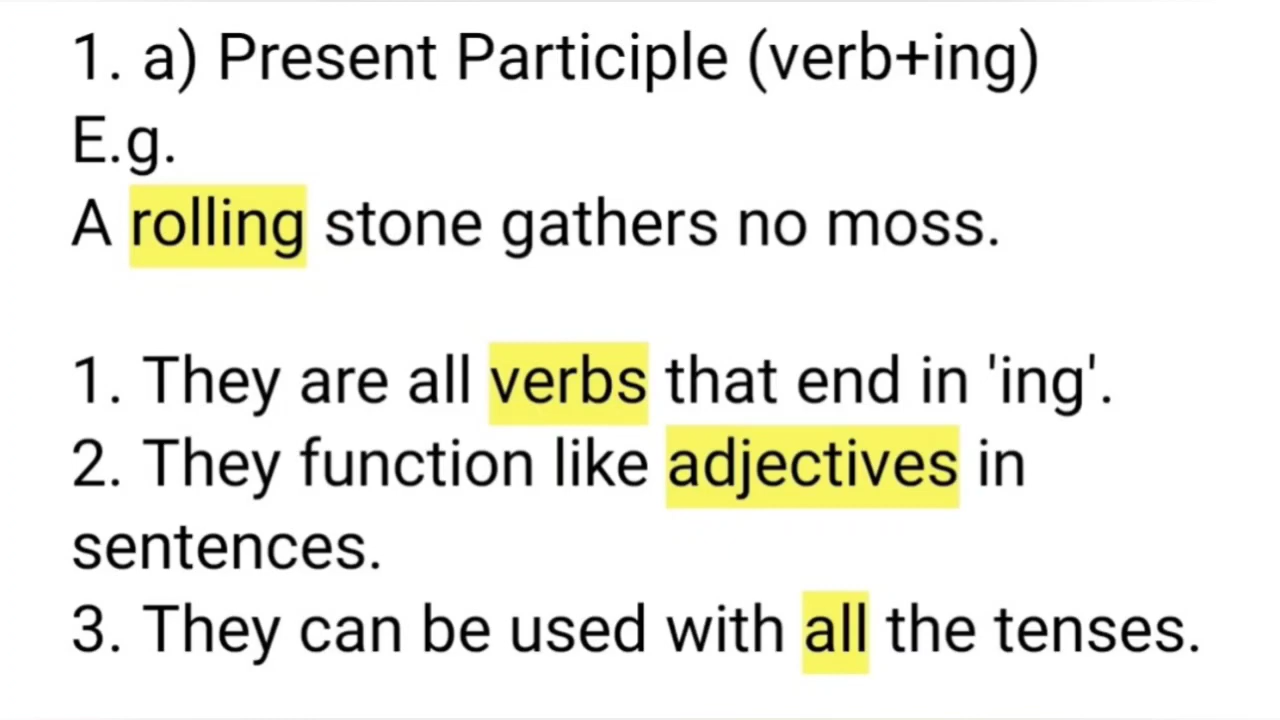 1. a) Present Participle (verb+ing)
E.g.
A rolling stone gathers no moss.
1. They are all verbs that end in 'ing'.
2. They function like adjectives in
sentences.
3. They can be used with all the tenses.